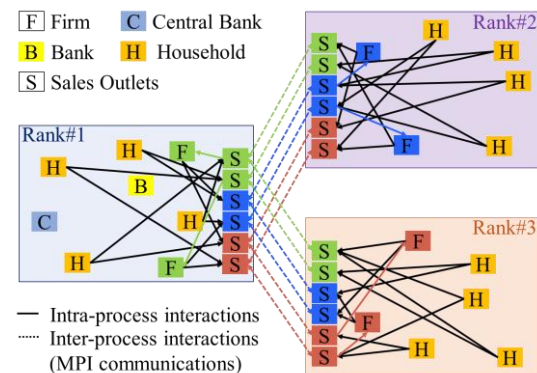 F Firm
C Central Bank
B Bank
H Household
S Sales Outlets
Rank#1
H
H
F
B
C
H
H
F
S
S
S
S
S
S
Rank#2
S
S
S
S
S
S
F
H
H
H
F
H
Rank#3
S
S
S
S
S
S
F
H
H
F
H
H
Intra-process interactions
Inter-process interactions
(MPI communications)